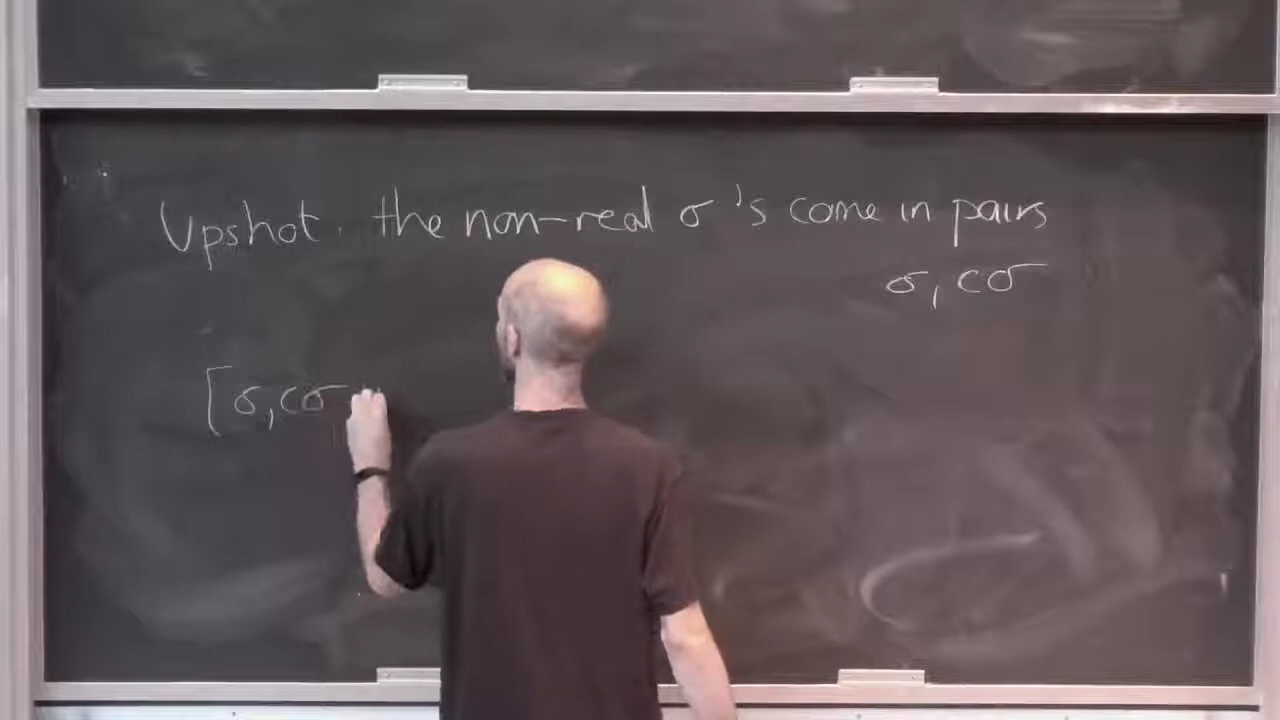 Upshot. the non-real σ's come in pairs
σ, cσ
[σ, cσ